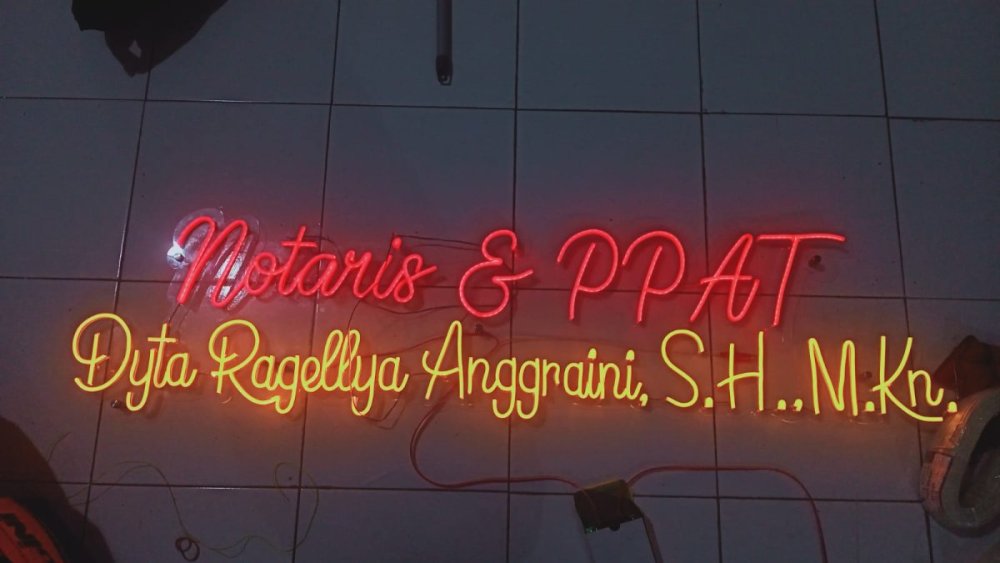 Notaris & PPAT
Dyta Ragellya Anggraini, S.H., M.Kn.